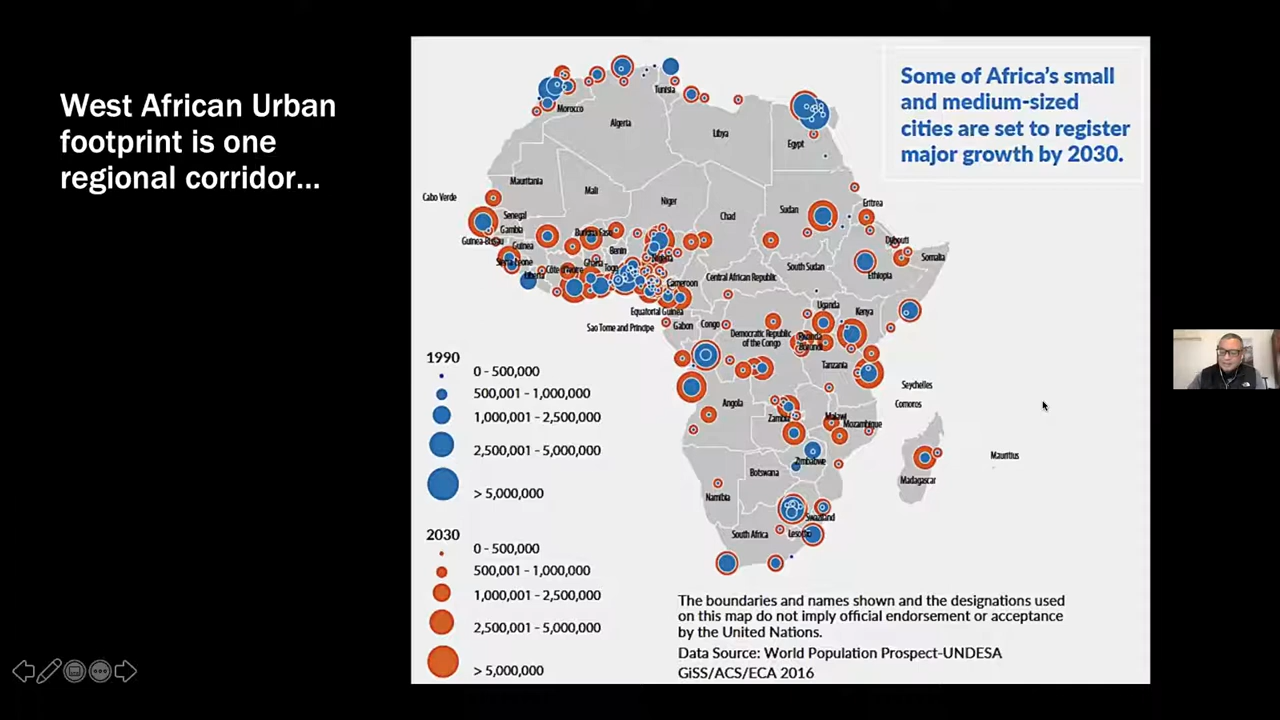 West African Urban
footprint is one
regional corridor...
Some of Africa's small
and medium-sized
cities are set to register
major growth by 2030.
Tunisia
Morocco
Algeria
Libya
Egypt
Mauritania
Mali
Niger
Cabo Verde
Chad
Sudan
Eritrea
Senegal
Gambia
Burkina Faso
Guinea-Bissau
Guinea
Benin
Nigeria
Djibouti
Somalia
Sierra Leone
Ghana
Togo
Liberia
Côte d'Ivoire
Central African Republic
South Sudan
Ethiopia
Cameroon
Equatorial Guinea
Uganda
Kenya
Sao Tome and Principe
Gabon
Congo
Democratic Republic
of the Congo
Rwanda
Burundi
Tanzania
Seychelles
Angola
Comoros
Zambia
Malawi
Mozambique
Zimbabwe
Mauritius
Botswana
Madagascar
Namibia
Swaziland
South Africa
Lesotho
1990
0 - 500,000
500,001 - 1,000,000
1,000,001 - 2,500,000
2,500,001 - 5,000,000
> 5,000,000
2030
0 - 500,000
500,001 - 1,000,000
1,000,001 - 2,500,000
2,500,001 - 5,000,000
> 5,000,000
The boundaries and names shown and the designations used
on this map do not imply official endorsement or acceptance
by the United Nations.
Data Source: World Population Prospect-UNDESA
GiSS/ACS/ECA 2016